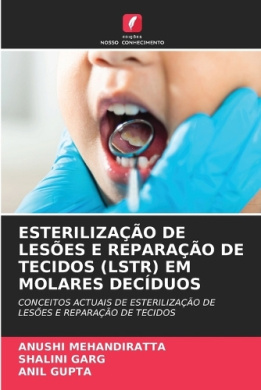 edições
NOSSO CONHECIMENTO
ESTERILIZAÇÃO DE
LESÕES E REPARAÇÃO DE
TECIDOS (LSTR) EM
MOLARES DECÍDUOS
CONCEITOS ACTUAIS DE ESTERILIZAÇÃO DE
LESÕES E REPARAÇÃO DE TECIDOS
ANUSHI MEHANDIRATTA
SHALINI GARG
ANIL GUPTA